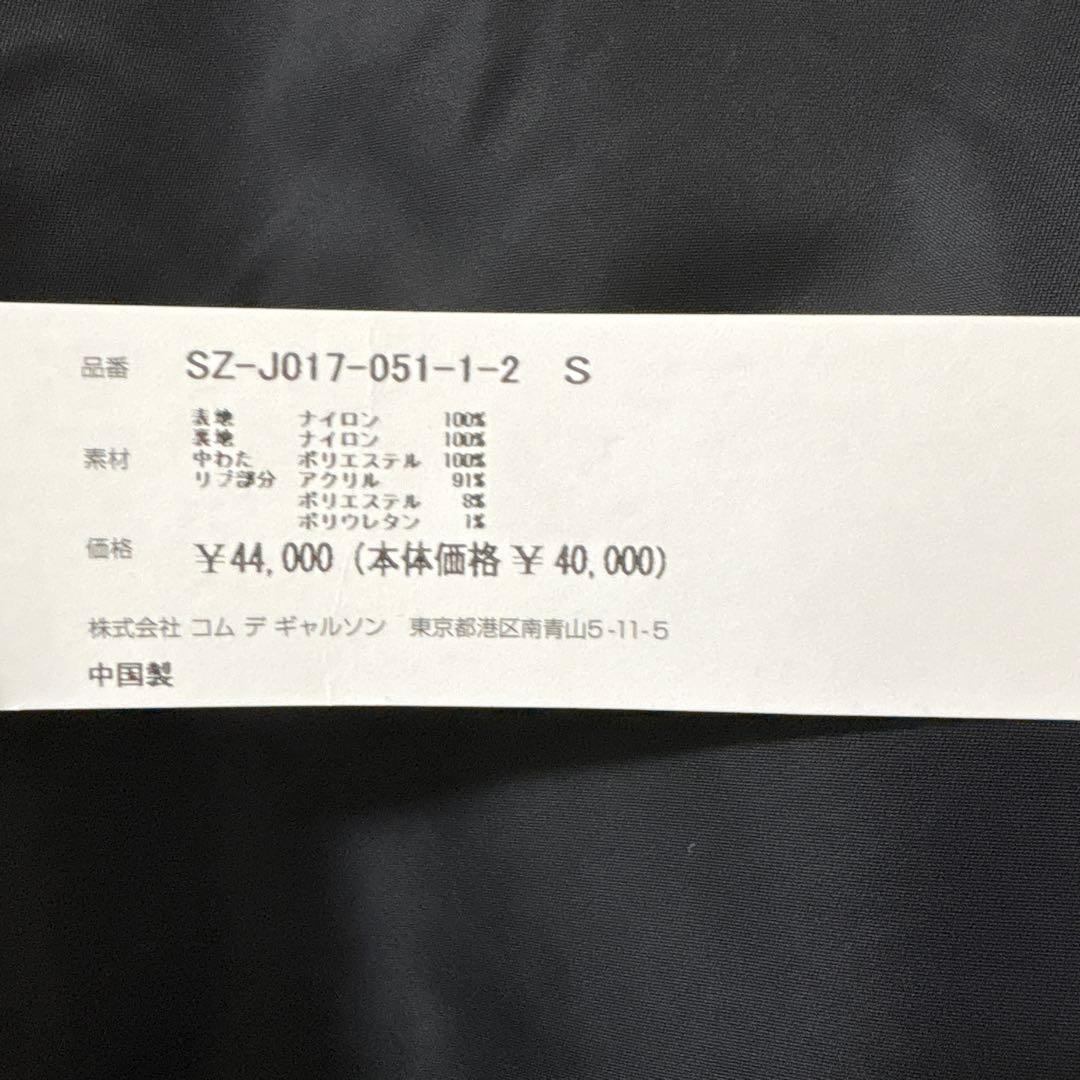 品番 SZ-J017-051-1-2 S
表地 ナイロン 100%
裏地 ナイロン 100%
素材 中わた ポリエステル 100%
リブ部分 アクリル 91%
ポリエステル 8%
ポリウレタン 1%
価格 ¥44,000 (本体価格 ¥ 40,000)
株式会社 コム デ ギャルソン 東京都港区南青山5-11-5
中国製